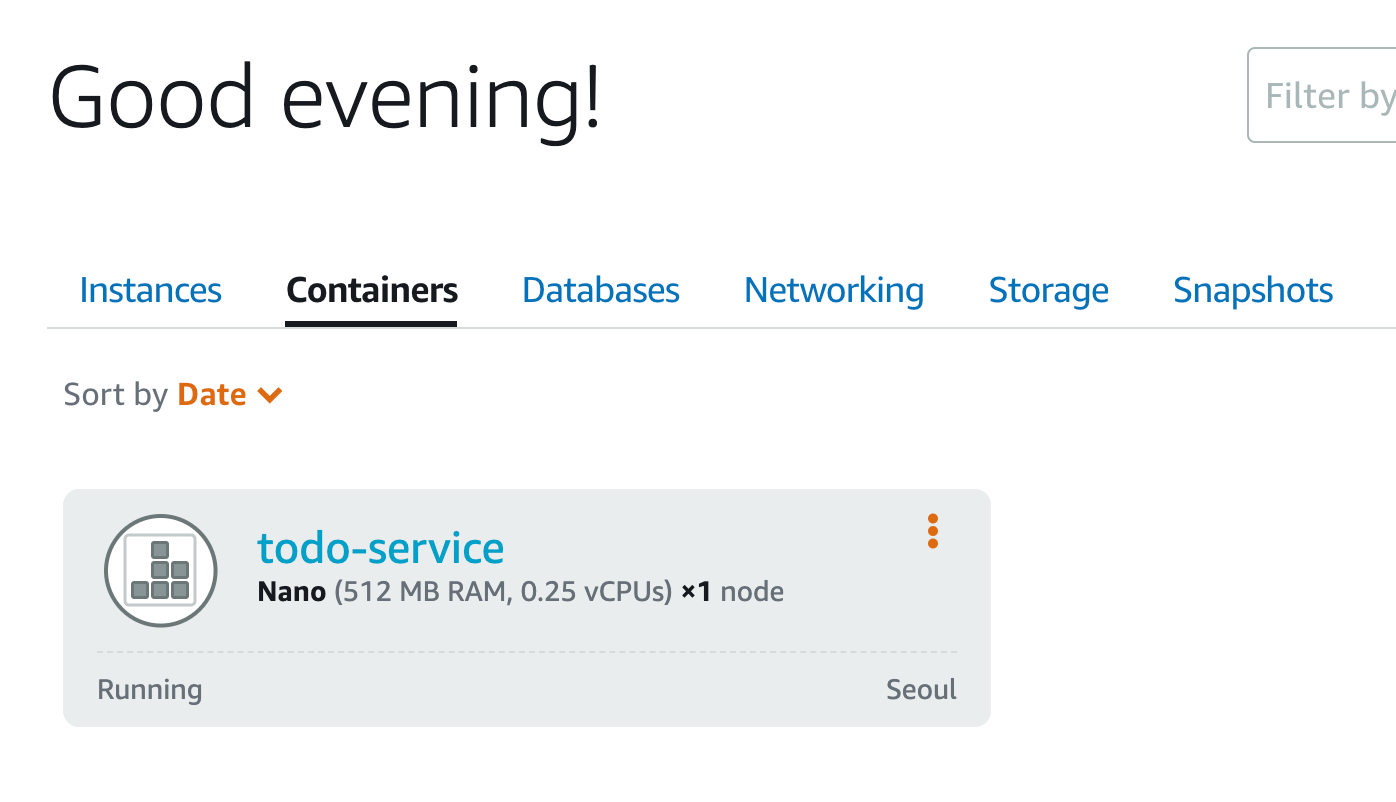 Good evening!
Filter by
Instances Containers Databases Networking Storage Snapshots
Sort by Date
todo-service
Nano (512 MB RAM, 0.25 vCPUs) ×1 node
Running Seoul